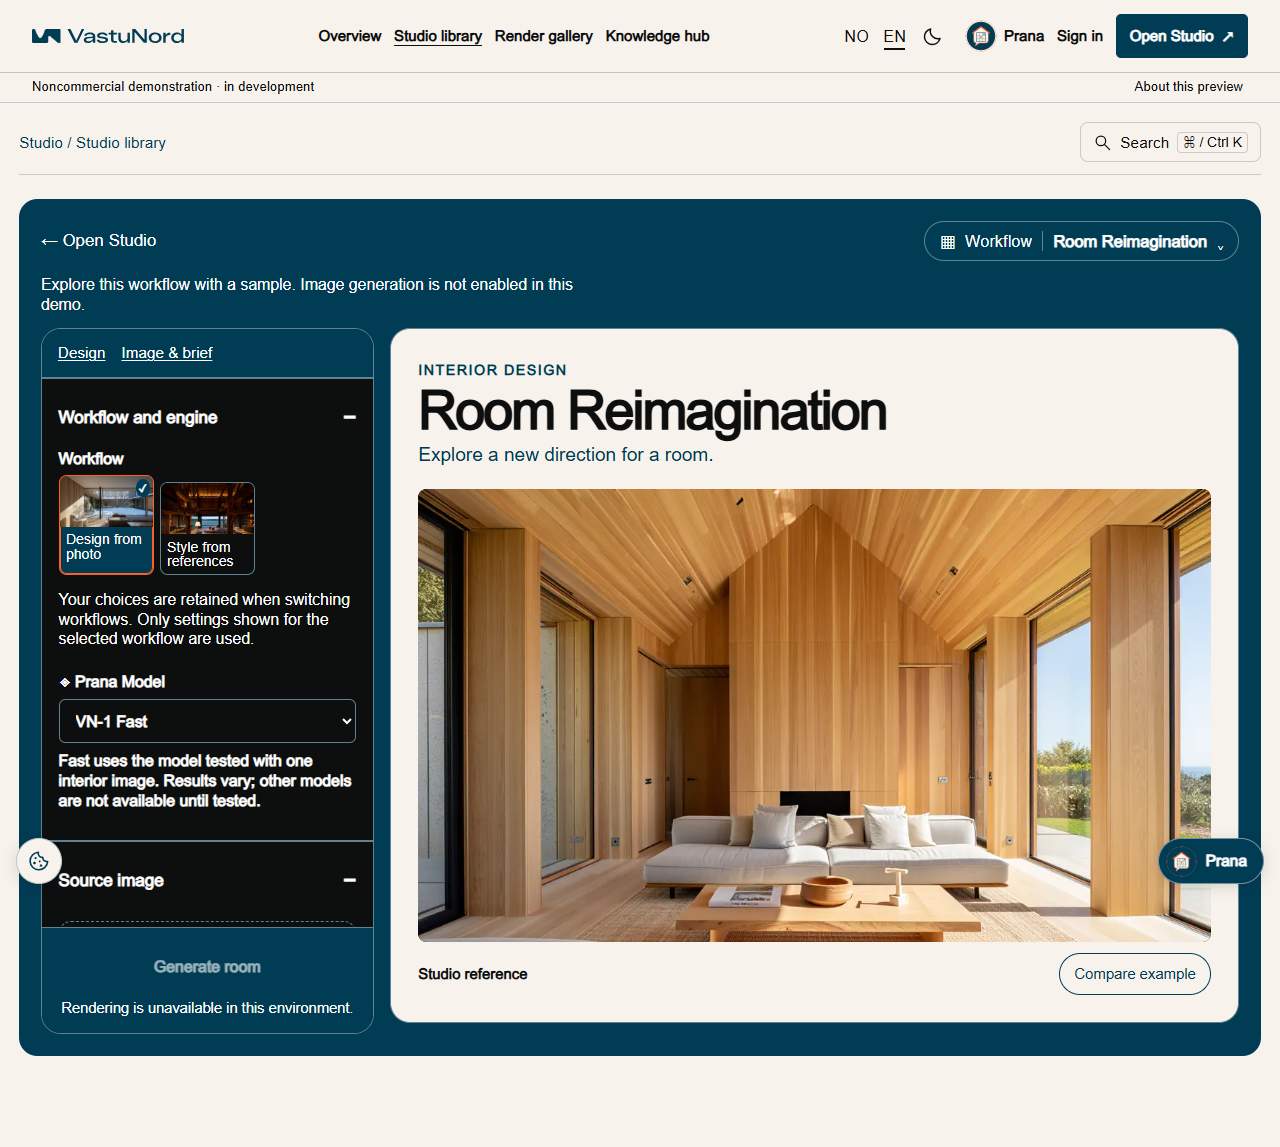 VastuNord
Overview Studio library Render gallery Knowledge hub
NO EN
Prana Sign in Open Studio ↗
Noncommercial demonstration · in development
About this preview
Studio / Studio library
Search ⌘ / Ctrl K
← Open Studio
Workflow Room Reimagination
Explore this workflow with a sample. Image generation is not enabled in this
demo.
Design Image & brief
Workflow and engine
Workflow
Design from
photo
Style from
references
Your choices are retained when switching
workflows. Only settings shown for the
selected workflow are used.
Prana Model
VN-1 Fast
Fast uses the model tested with one
interior image. Results vary; other models
are not available until tested.
Source image
Generate room
Rendering is unavailable in this environment.
INTERIOR DESIGN
Room Reimagination
Explore a new direction for a room.
Studio reference
Compare example
Prana